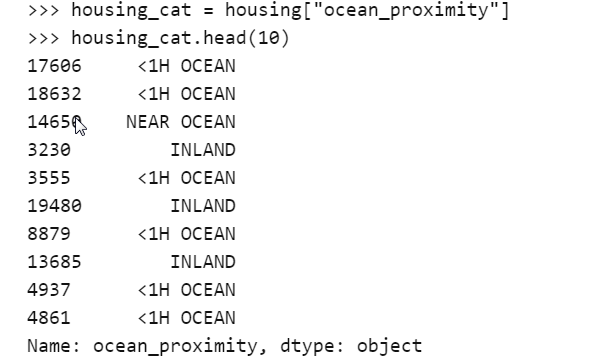 >>> housing_cat = housing["ocean_proximity"]
>>> housing_cat.head(10)
17606     <1H OCEAN
18632     <1H OCEAN
14650    NEAR OCEAN
3230         INLAND
3555      <1H OCEAN
19480        INLAND
8879      <1H OCEAN
13685        INLAND
4937      <1H OCEAN
4861      <1H OCEAN
Name: ocean_proximity, dtype: object